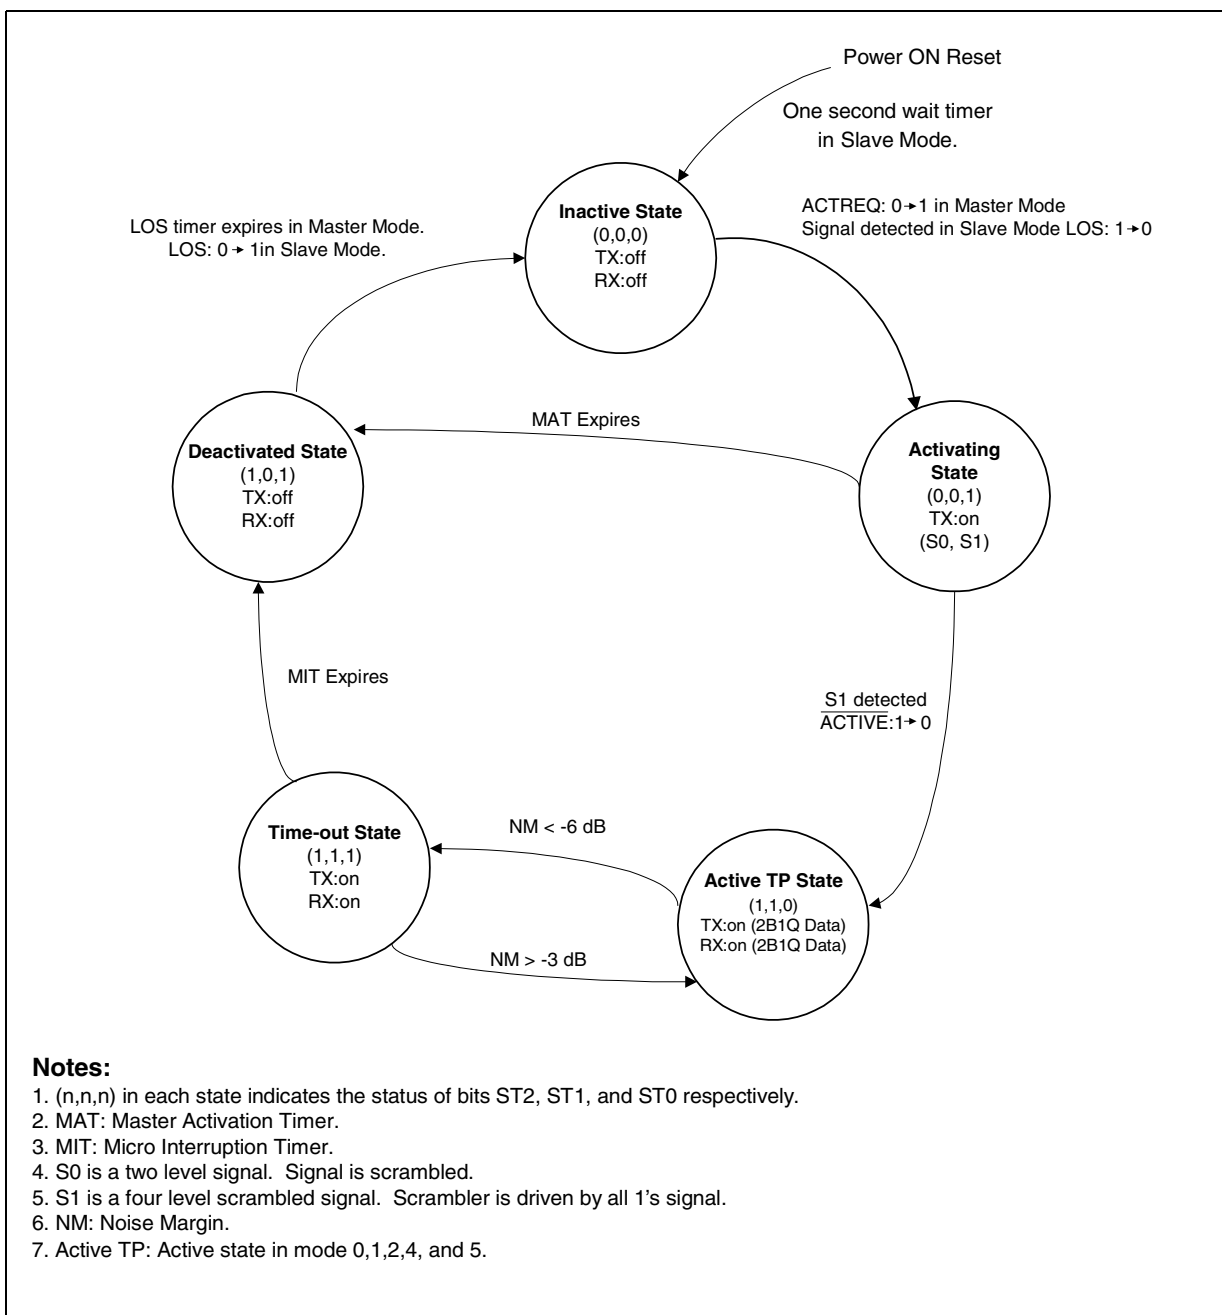 Power ON Reset
One second wait timer
in Slave Mode.
Inactive State
(0,0,0)
TX:off
RX:off
ACTREQ: 0→1 in Master Mode
Signal detected in Slave Mode LOS: 1→0
LOS timer expires in Master Mode.
LOS: 0→ 1in Slave Mode.
MAT Expires
Deactivated State
(1,0,1)
TX:off
RX:off
Activating
State
(0,0,1)
TX:on
(S0, S1)
MIT Expires
S1 detected
ACTIVE:1→ 0
Time-out State
(1,1,1)
TX:on
RX:on
NM < -6 dB
Active TP State
(1,1,0)
TX:on (2B1Q Data)
RX:on (2B1Q Data)
NM > -3 dB
Notes:
1. (n,n,n) in each state indicates the status of bits ST2, ST1, and ST0 respectively.
2. MAT: Master Activation Timer.
3. MIT: Micro Interruption Timer.
4. S0 is a two level signal.  Signal is scrambled.
5. S1 is a four level scrambled signal.  Scrambler is driven by all 1's signal.
6. NM: Noise Margin.
7. Active TP: Active state in mode 0,1,2,4, and 5.